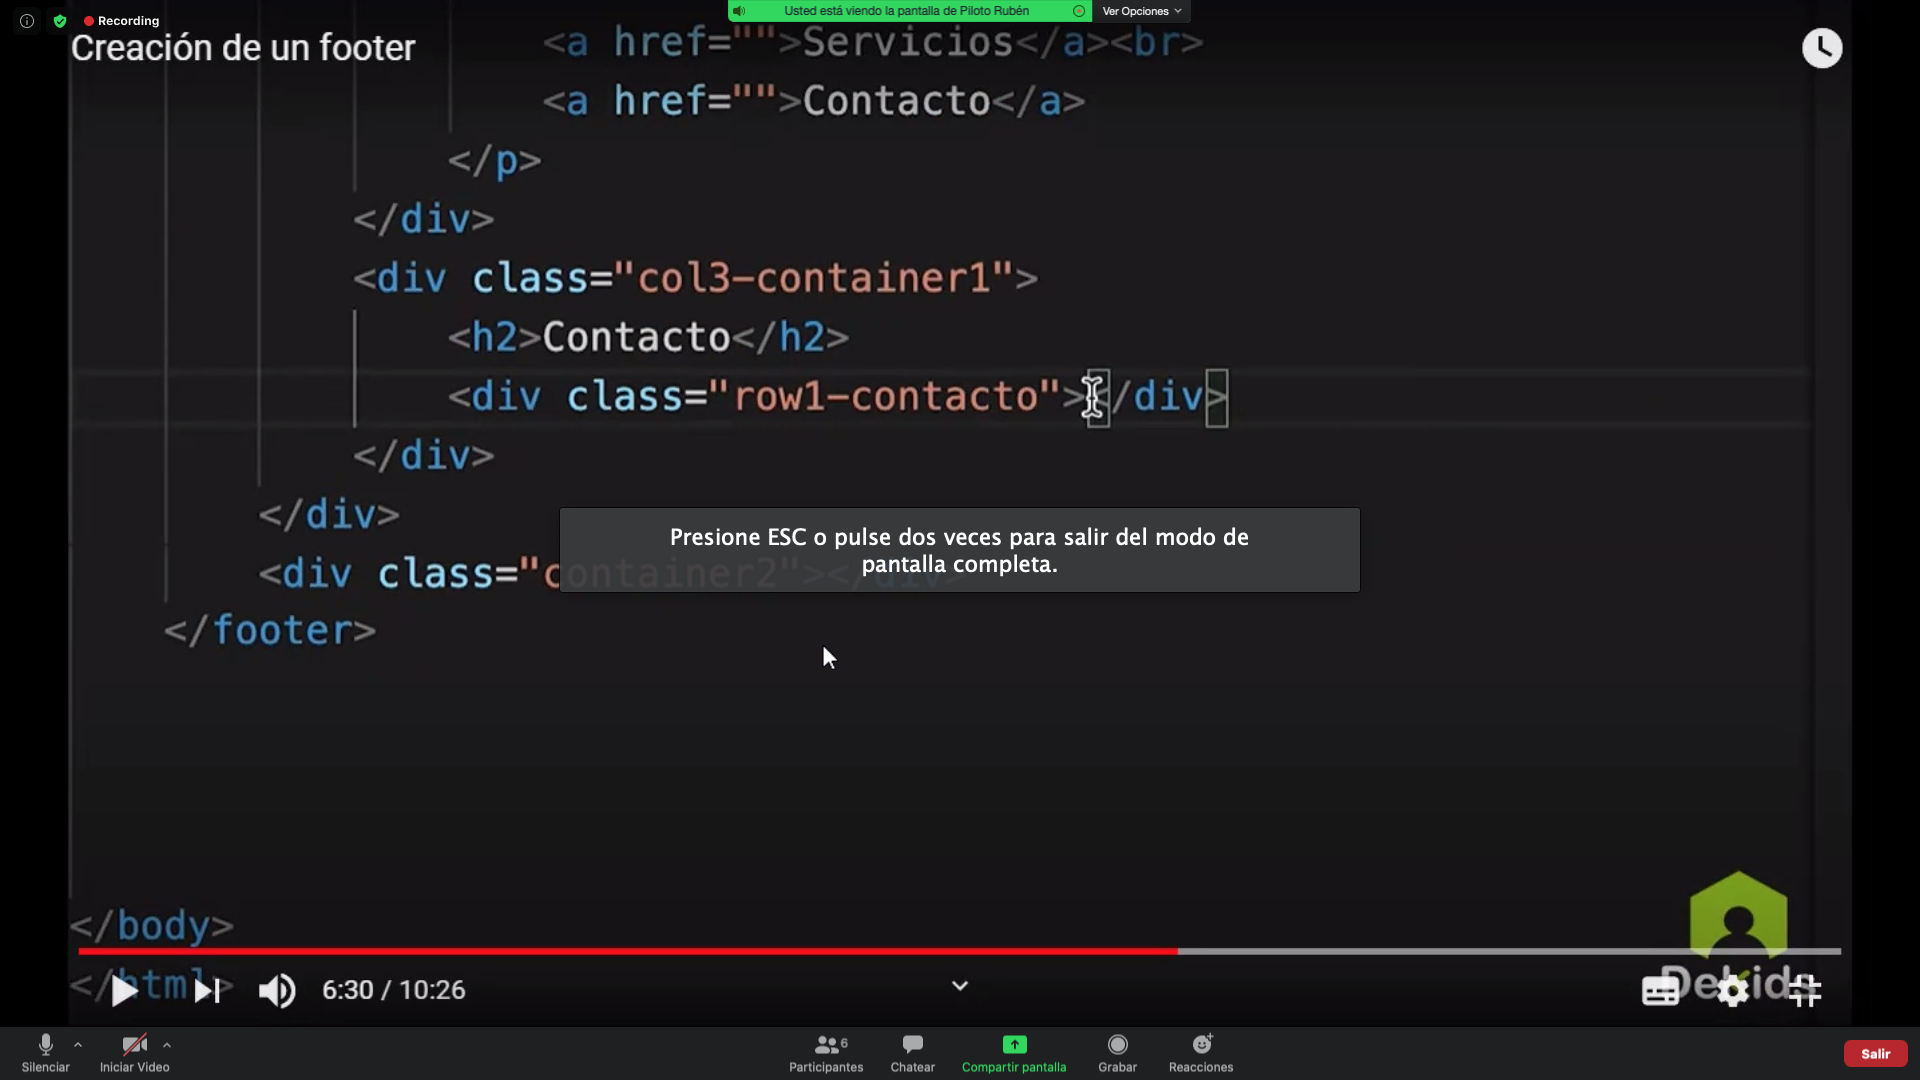 Recording
Usted está viendo la pantalla de Piloto Rubén
Ver Opciones
Creación de un footer
<a href="">Servicios</a><br>
<a href="">Contacto</a>
</p>
</div>
<div class="col3-container1">
<h2>Contacto</h2>
<div class="row1-contacto"></div>
</div>
</div>
<div class="container2"></div>
</footer>
Presione ESC o pulse dos veces para salir del modo de
pantalla completa.
</body>
</html>
6:30 / 10:26
Silenciar
Iniciar Video
6
Participantes
Chatear
Compartir pantalla
Grabar
Reacciones
Salir